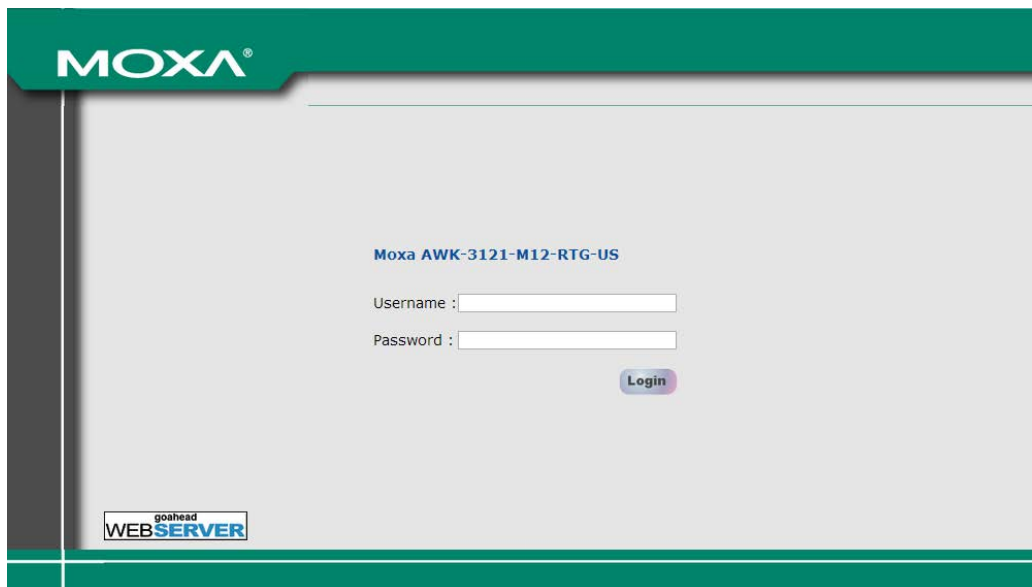 MOXA®
Moxa AWK-3121-M12-RTG-US
Username :
Password :
Login
goahead
WEBSERVER